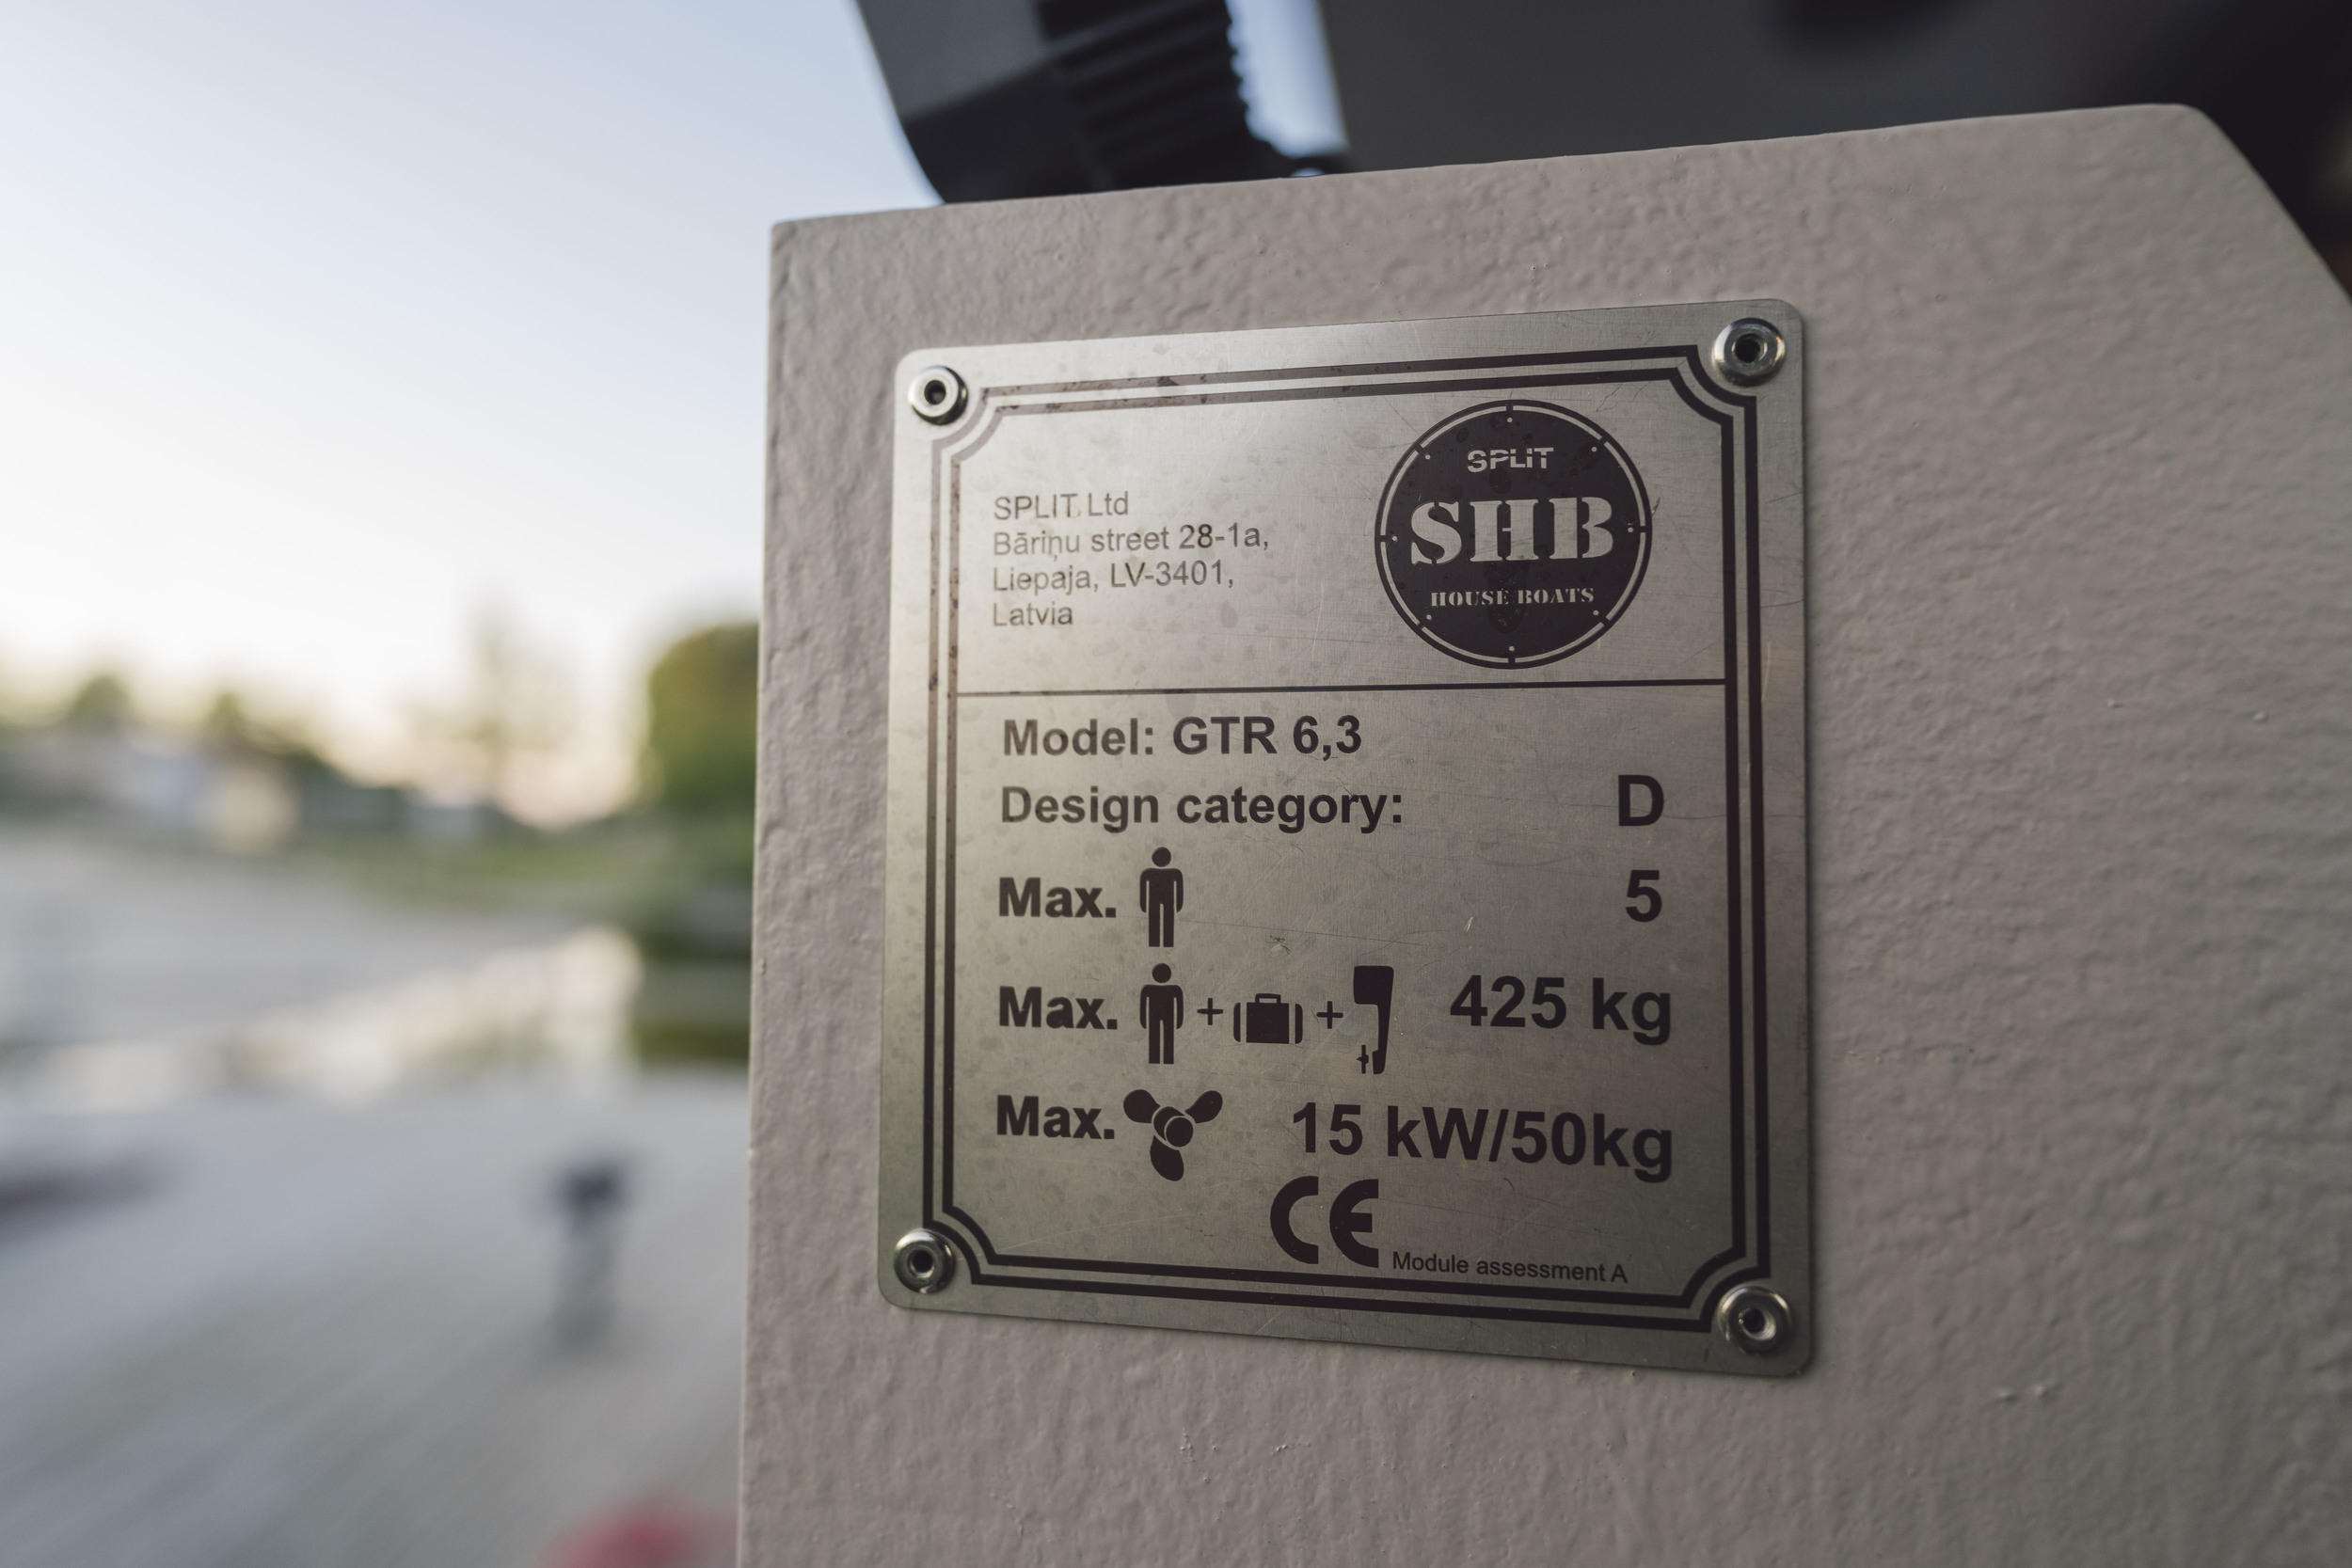 SPLIT Ltd
Bāriņu street 28-1a,
Liepaja, LV-3401,
Latvia
SPLIT
SHB
HOUSE BOATS
Model: GTR 6,3
Design category: D
Max. 5
Max. + + 425 kg
Max. 15 kW/50kg
CE Module assessment A